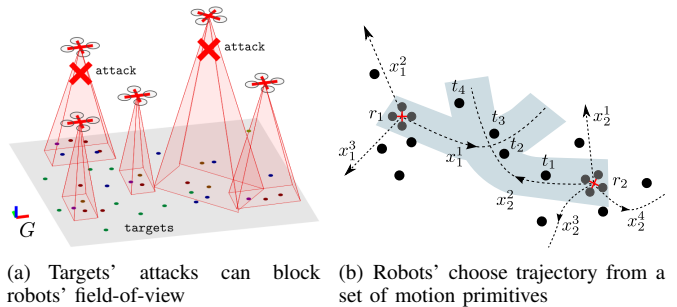 attack
attack
G
targets
x_1^2
t_4
r_1
t_3
t_2
x_1^3
x_1^1
t_1
x_2^1
r_2
x_2^2
x_2^3
x_2^4
(a) Targets' attacks can block
robots' field-of-view
(b) Robots' choose trajectory from a
set of motion primitives